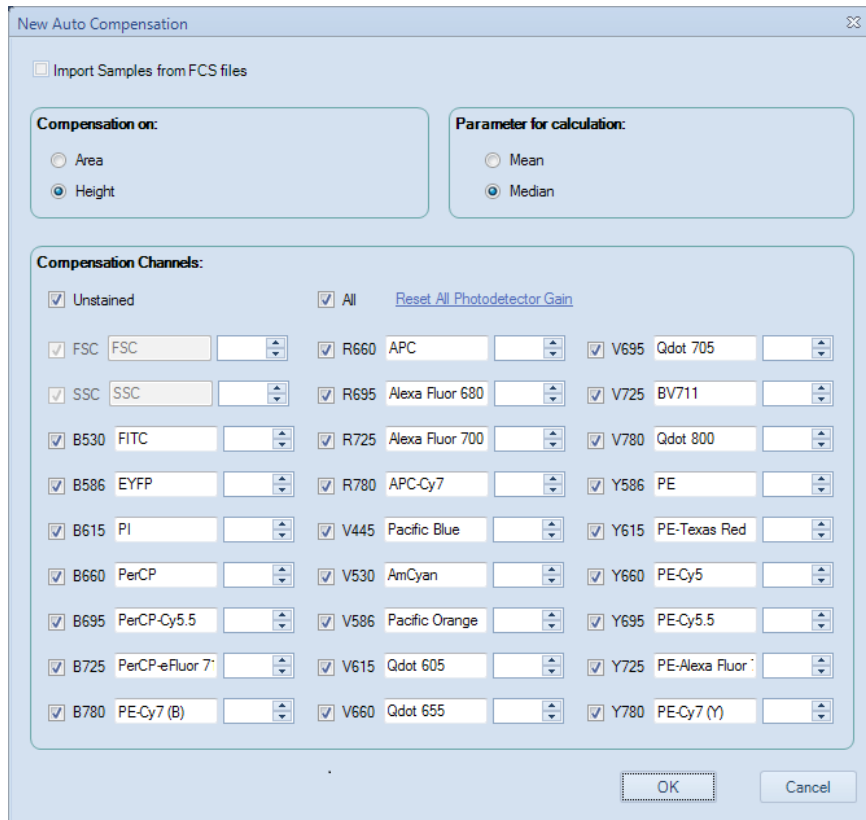 New Auto Compensation
Import Samples from FCS files
Compensation on:
Area
Height
Parameter for calculation:
Mean
Median
Compensation Channels:
Unstained
All
Reset All Photodetector Gain
FSC FSC
SSC SSC
B530 FITC
B586 EYFP
B615 PI
B660 PerCP
B695 PerCP-Cy5.5
B725 PerCP-eFluor 71
B780 PE-Cy7 (B)
R660 APC
R695 Alexa Fluor 680
R725 Alexa Fluor 700
R780 APC-Cy7
V445 Pacific Blue
V530 AmCyan
V586 Pacific Orange
V615 Qdot 605
V660 Qdot 655
V695 Qdot 705
V725 BV711
V780 Qdot 800
Y586 PE
Y615 PE-Texas Red
Y660 PE-Cy5
Y695 PE-Cy5.5
Y725 PE-Alexa Fluor
Y780 PE-Cy7 (Y)
OK
Cancel